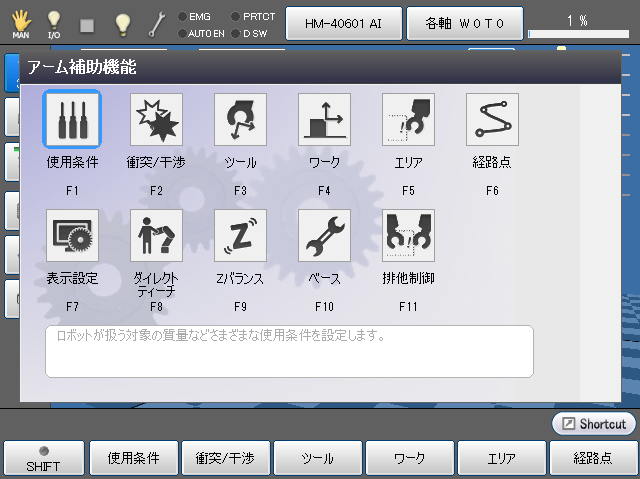 MAN
I/O
EMG
AUTO EN
PRTCT
D SW
HM-40601 AI
各軸 W0T0
1 %
アーム補助機能
使用条件
衝突/干渉
ツール
ワーク
エリア
経路点
F1
F2
F3
F4
F5
F6
表示設定
ダイレクト
ティーチ
Zバランス
ベース
排他制御
F7
F8
F9
F10
F11
ロボットが扱う対象の質量などさまざまな使用条件を設定します。
Shortcut
SHIFT
使用条件
衝突/干渉
ツール
ワーク
エリア
経路点